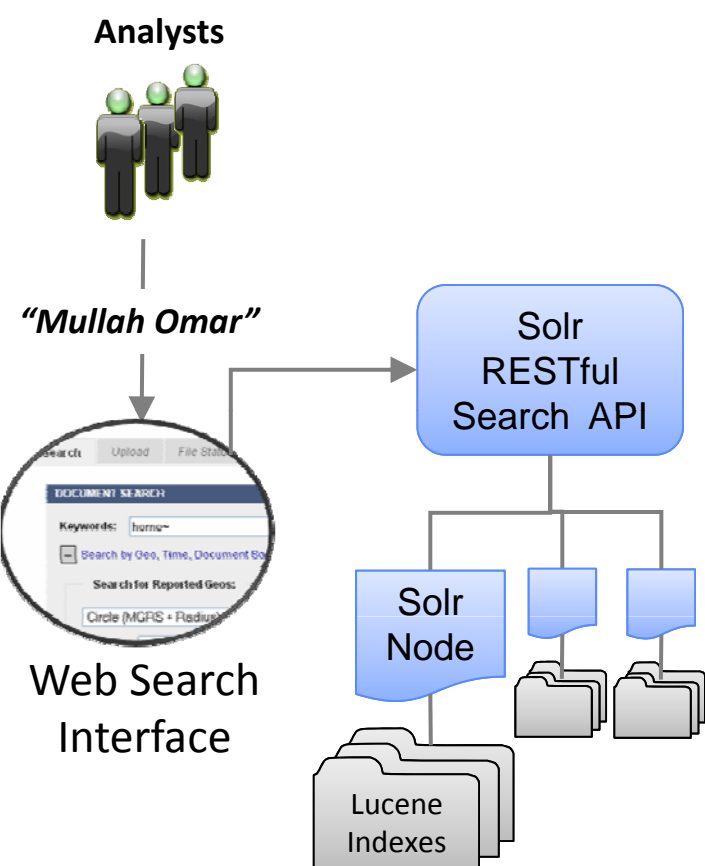 Analysts
“Mullah Omar”
Solr
RESTful
Search API
Search
Upload
File Status
DOCUMENT SEARCH
Keywords: home~
Search by Geo, Time, Document
Search for Reported Geos:
Circle (MGRS + Radius)
Web Search
Interface
Solr
Node
Lucene
Indexes